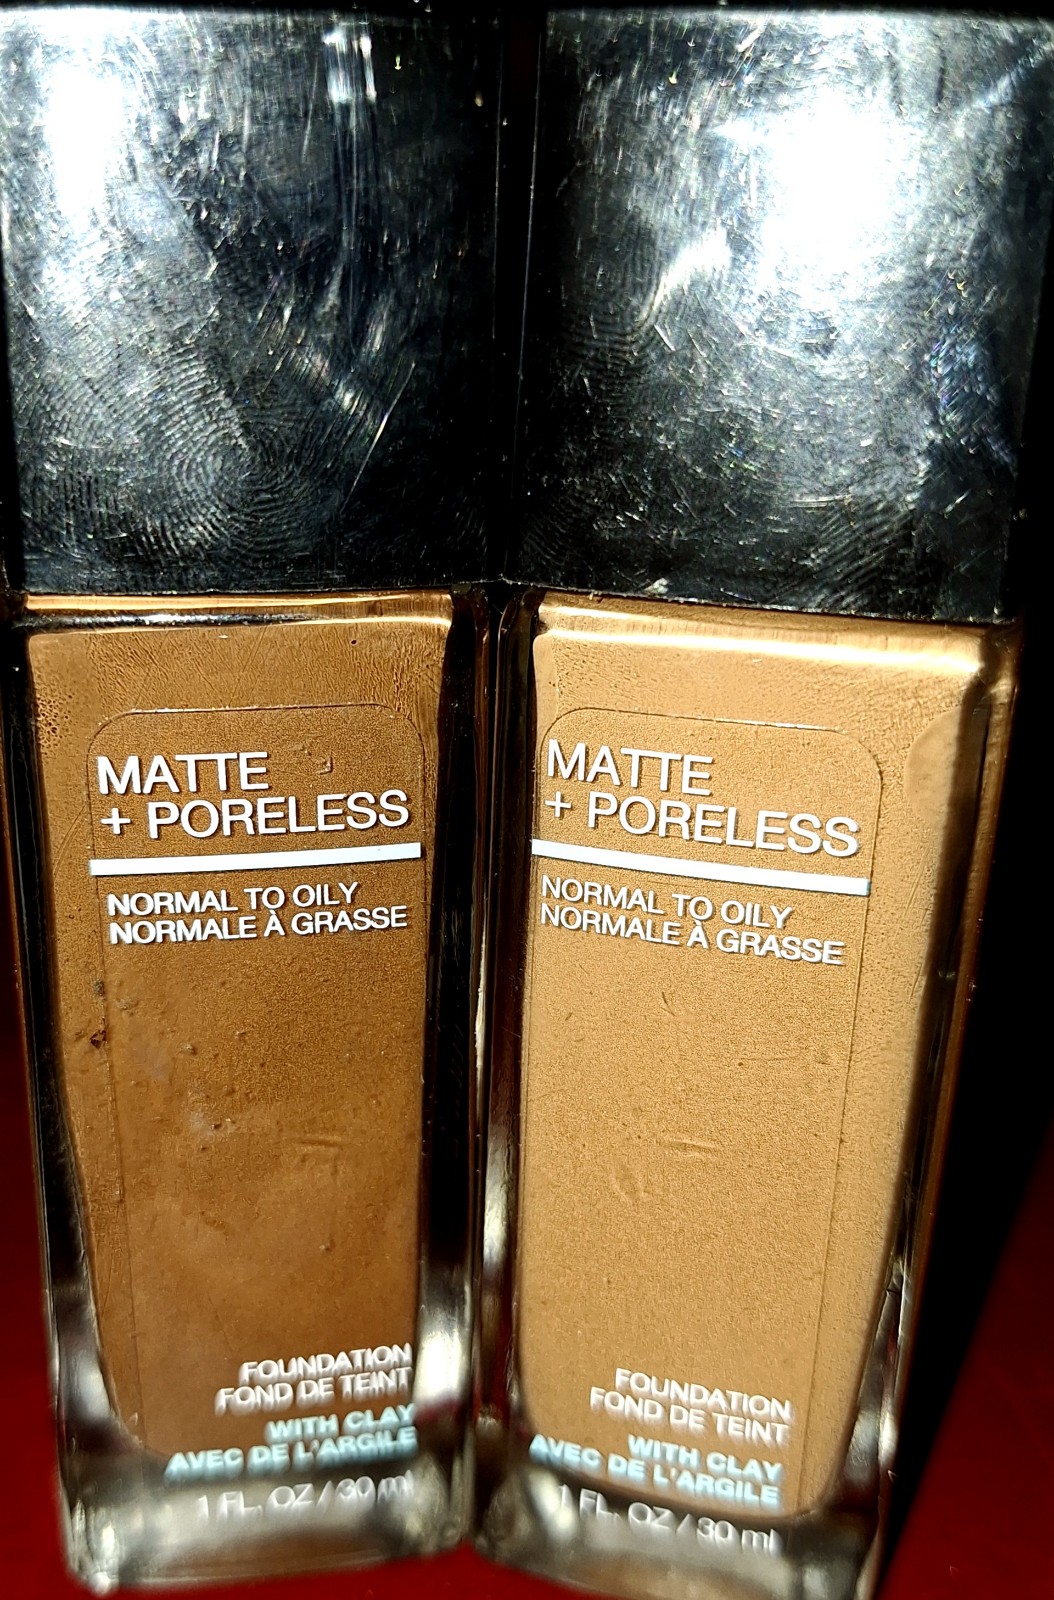 MATTE
+ PORELESS
NORMAL TO OILY
NORMALE À GRASSE
FOUNDATION
FOND DE TEINT
WITH CLAY
AVEC DE L'ARGILE
1 FL. OZ / 30 ml
MATTE
+ PORELESS
NORMAL TO OILY
NORMALE À GRASSE
FOUNDATION
FOND DE TEINT
WITH CLAY
AVEC DE L'ARGILE
1 FL. OZ / 30 ml